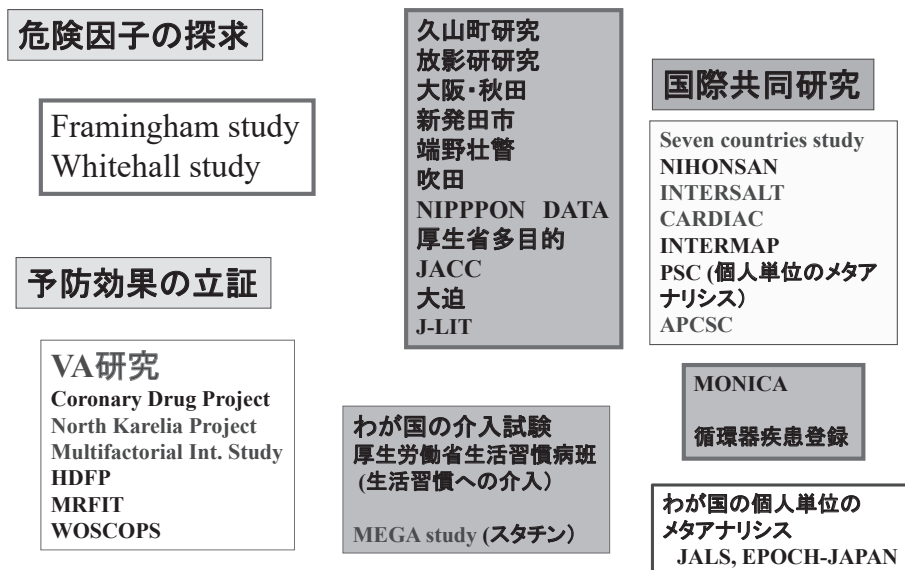 危険因子の探求
Framingham study
Whitehall study
予防効果の立証
VA研究
Coronary Drug Project
North Karelia Project
Multifactorial Int. Study
HDFP
MRFIT
WOSCOPS
久山町研究
放影研研究
大阪・秋田
新発田市
端野壮瞥
吹田
NIPPPON DATA
厚生省多目的
JACC
大迫
J-LIT
わが国の介入試験
厚生労働省生活習慣病班
(生活習慣への介入)
MEGA study (スタチン)
国際共同研究
Seven countries study
NIHONSAN
INTERSALT
CARDIAC
INTERMAP
PSC (個人単位のメタア
ナリシス)
APCSC
MONICA
循環器疾患登録
わが国の個人単位の
メタアナリシス
JALS, EPOCH-JAPAN